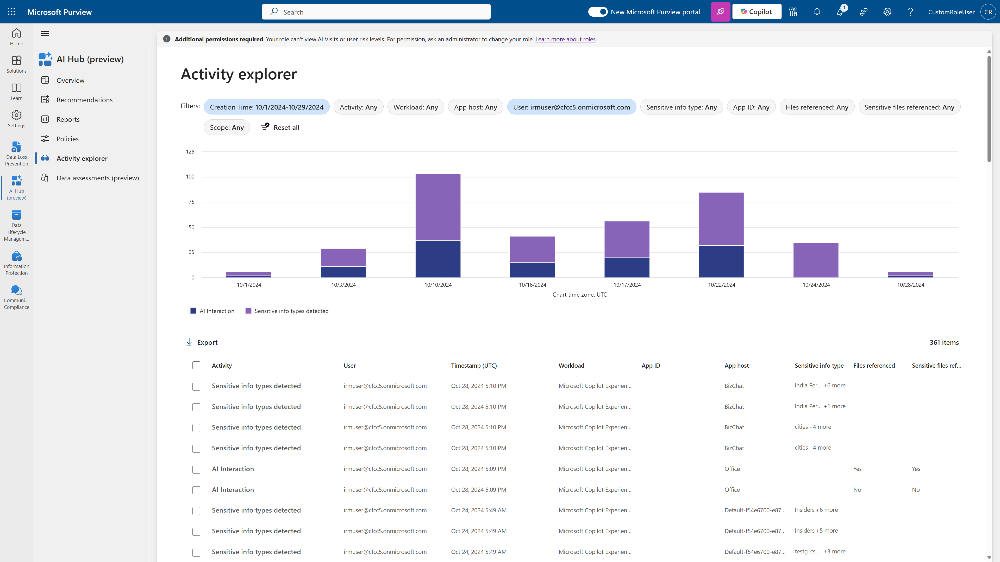 Microsoft Purview
Search
New Microsoft Purview portal
Copilot
1
CustomRoleUser
CR
Home
Solutions
Learn
Settings
Data Loss
Prevention
AI Hub
(preview)
Data
Lifecycle
Managem...
Information
Protection
Communi...
Compliance
AI Hub (preview)
Overview
Recommendations
Reports
Policies
Activity explorer
Data assessments (preview)
Additional permissions required. Your role can't view AI Visits or user risk levels. For permission, ask an administrator to change your role. Learn more about roles
Activity explorer
Filters: Creation Time: 10/1/2024-10/29/2024 Activity: Any Workload: Any App host: Any User: irmuser@cfcc5.onmicrosoft.com Sensitive info type: Any App ID: Any Files referenced: Any Sensitive files referenced: Any
Scope: Any Reset all
125
100
75
50
25
0
10/1/2024 10/3/2024 10/10/2024 10/16/2024 10/17/2024 10/22/2024 10/24/2024 10/28/2024
Chart time zone: UTC
AI Interaction Sensitive info types detected
Export 361 items
Activity User Timestamp (UTC) Workload App ID App host Sensitive info type Files referenced Sensitive files ref...
Sensitive info types detected irmuser@cfcc5.onmicrosoft.com Oct 28, 2024 5:10 PM Microsoft Copilot Experien... BizChat India Per... +6 more
Sensitive info types detected irmuser@cfcc5.onmicrosoft.com Oct 28, 2024 5:10 PM Microsoft Copilot Experien... BizChat India Per... +1 more
Sensitive info types detected irmuser@cfcc5.onmicrosoft.com Oct 28, 2024 5:10 PM Microsoft Copilot Experien... BizChat cities +4 more
Sensitive info types detected irmuser@cfcc5.onmicrosoft.com Oct 28, 2024 5:10 PM Microsoft Copilot Experien... BizChat cities +4 more
AI Interaction irmuser@cfcc5.onmicrosoft.com Oct 28, 2024 5:09 PM Microsoft Copilot Experien... Office Yes Yes
AI Interaction irmuser@cfcc5.onmicrosoft.com Oct 28, 2024 5:09 PM Microsoft Copilot Experien... Office No No
Sensitive info types detected irmuser@cfcc5.onmicrosoft.com Oct 24, 2024 5:49 AM Microsoft Copilot Experien... Default-f54e6700-e87... Insiders +6 more
Sensitive info types detected irmuser@cfcc5.onmicrosoft.com Oct 24, 2024 5:49 AM Microsoft Copilot Experien... Default-f54e6700-e87... Insiders +5 more
Sensitive info types detected irmuser@cfcc5.onmicrosoft.com Oct 24, 2024 5:49 AM Microsoft Copilot Experien... Default-f54e6700-e87... testg_cs... +3 more